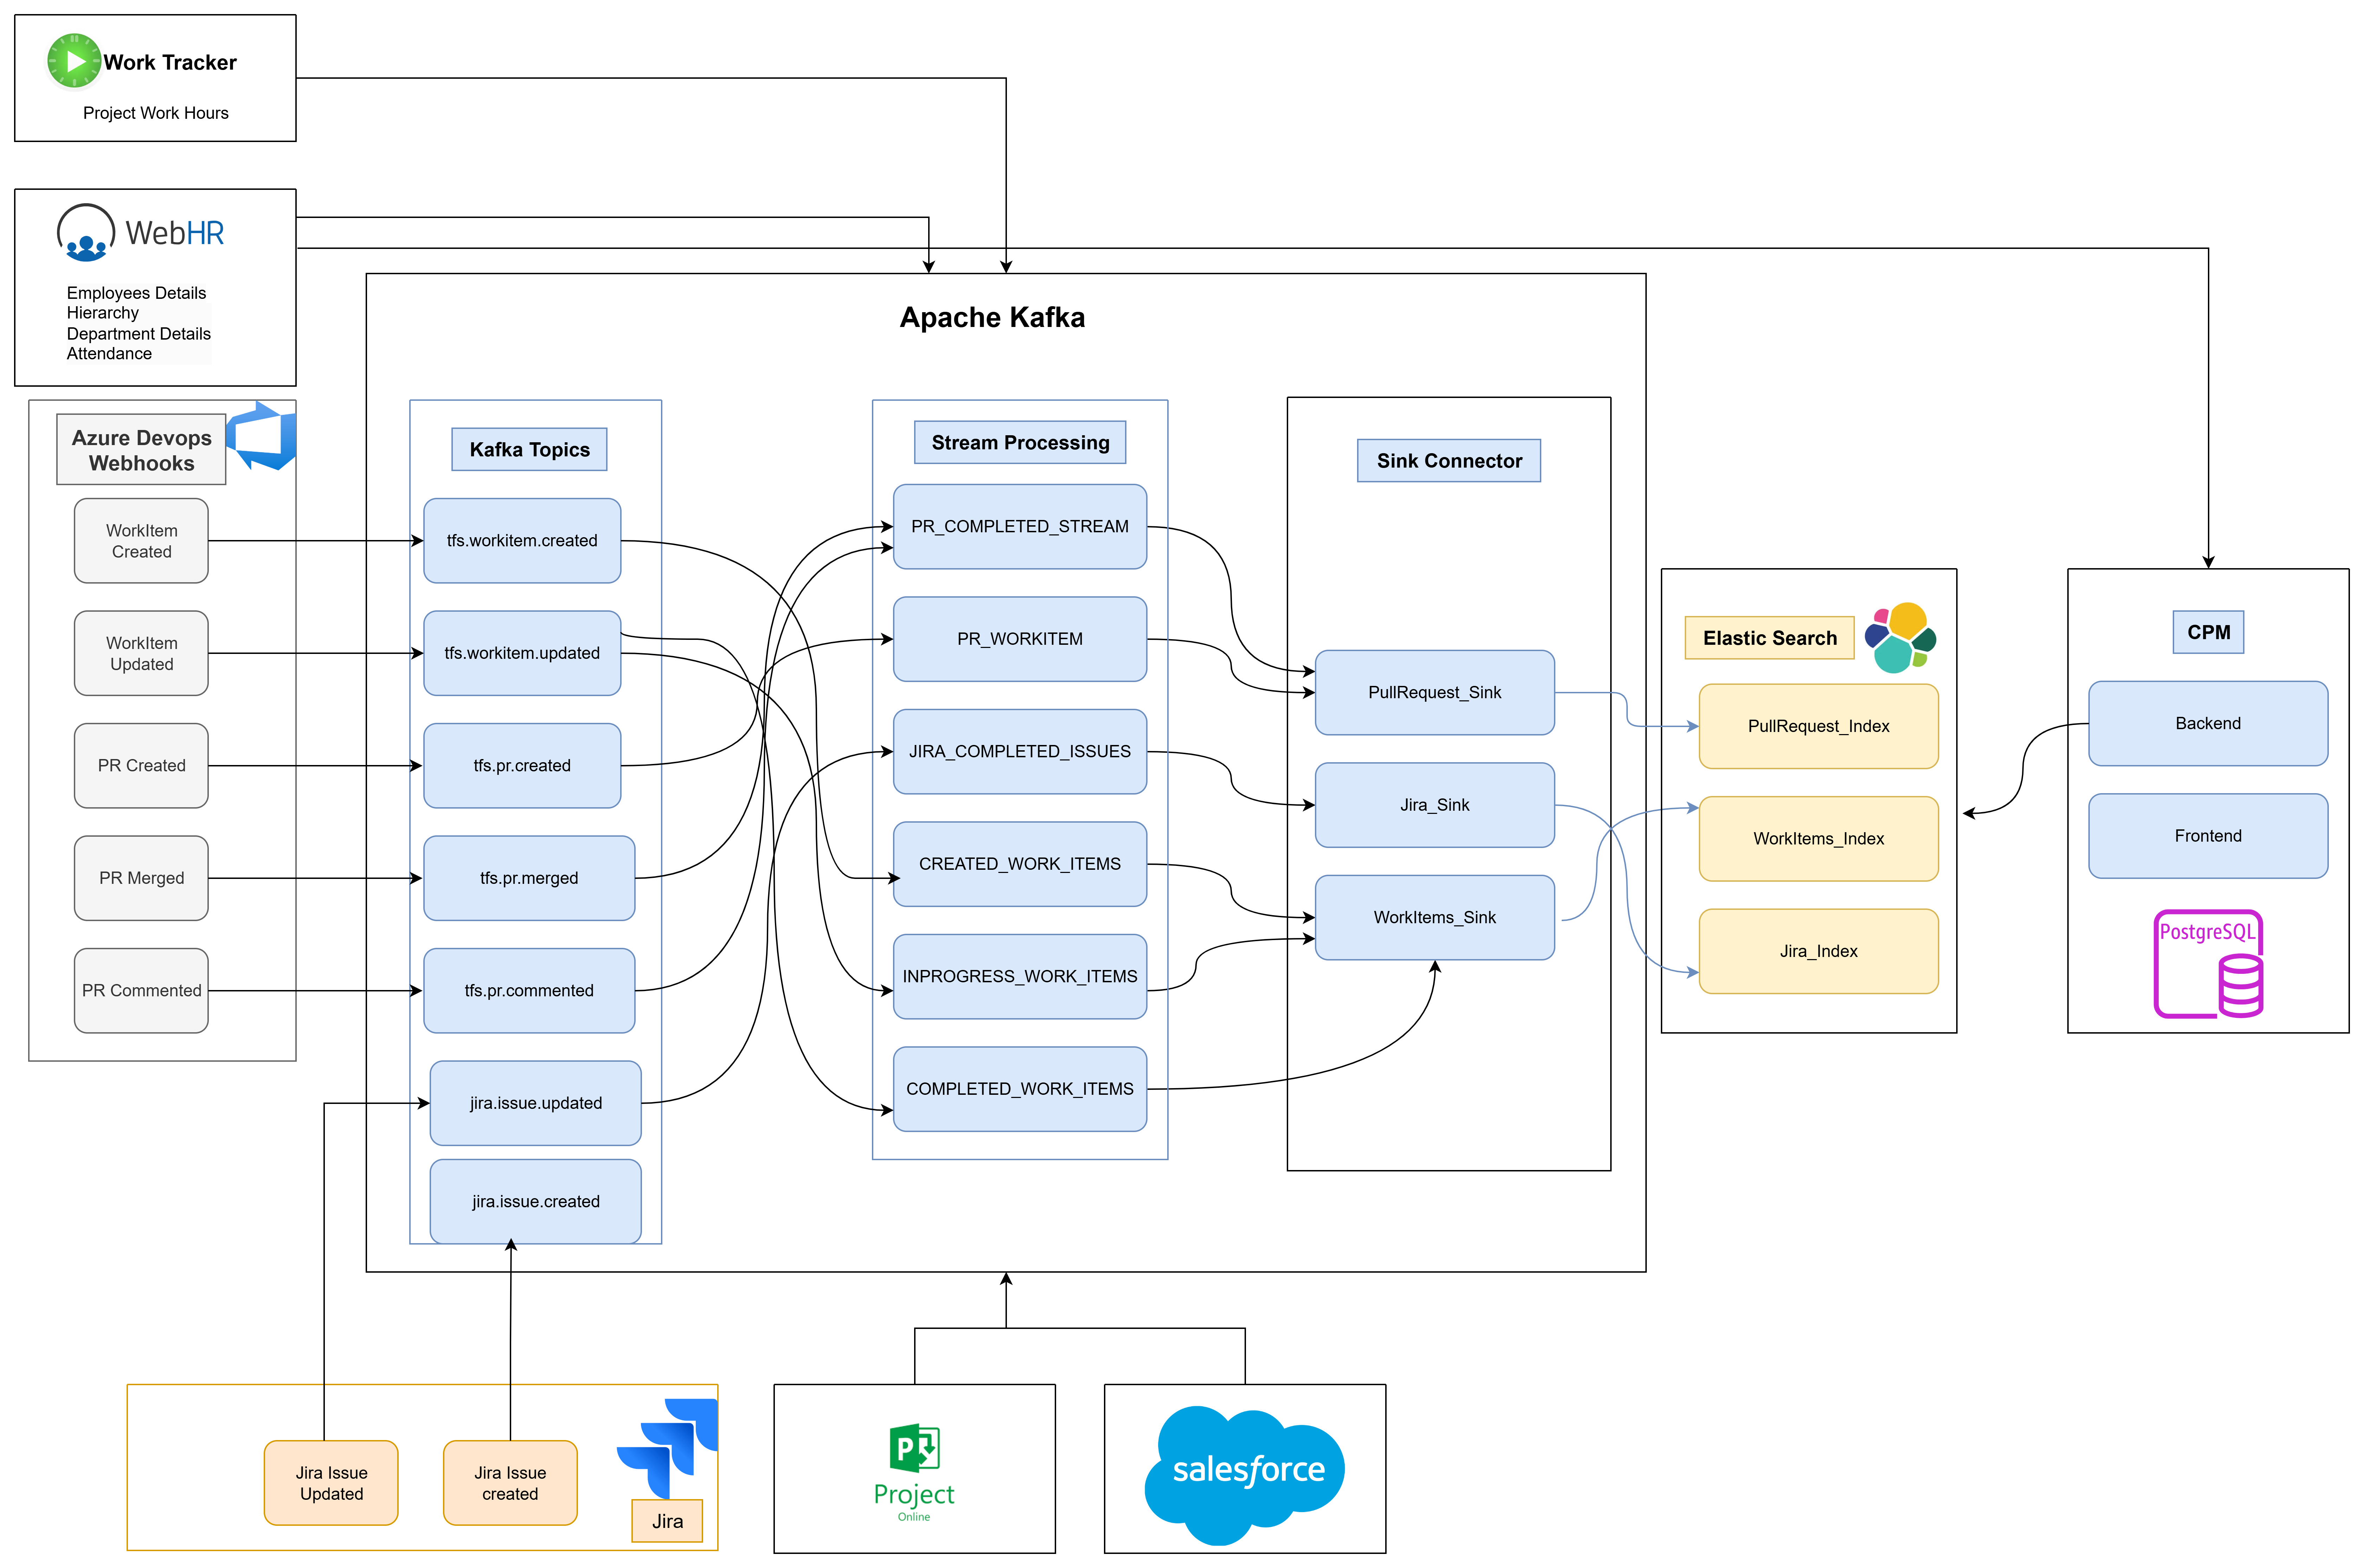 Work Tracker
Project Work Hours
WebHR
Employees Details
Hierarchy
Department Details
Attendance
Azure Devops
Webhooks
WorkItem
Created
WorkItem
Updated
PR Created
PR Merged
PR Commented
Apache Kafka
Kafka Topics
tfs.workitem.created
tfs.workitem.updated
tfs.pr.created
tfs.pr.merged
tfs.pr.commented
jira.issue.updated
jira.issue.created
Stream Processing
PR_COMPLETED_STREAM
PR_WORKITEM
JIRA_COMPLETED_ISSUES
CREATED_WORK_ITEMS
INPROGRESS_WORK_ITEMS
COMPLETED_WORK_ITEMS
Sink Connector
PullRequest_Sink
Jira_Sink
WorkItems_Sink
Elastic Search
PullRequest_Index
WorkItems_Index
Jira_Index
CPM
Backend
Frontend
PostgreSQL
Jira Issue
Updated
Jira Issue
created
Jira
P
Project
Online
salesforce